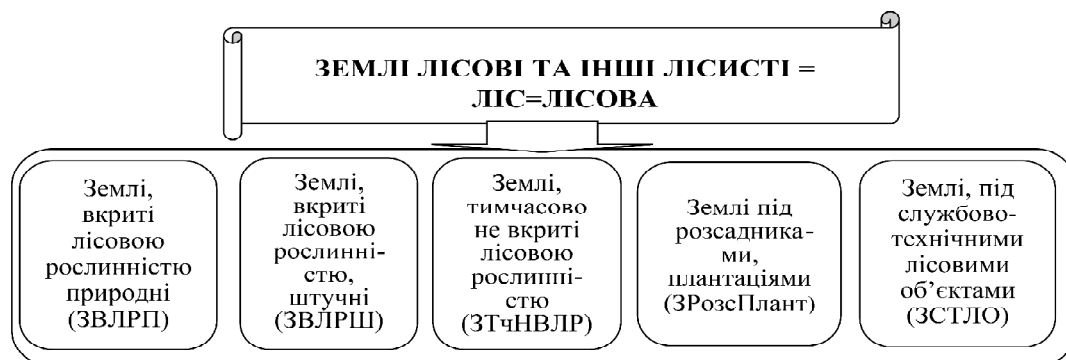 ЗЕМЛІ ЛІСОВІ ТА ІНШІ ЛІСИСТІ =
ЛІС=ЛІСОВА
Землі,
вкриті
лісовою
рослинністю
природні
(ЗВЛРП)
Землі,
вкриті
лісовою
рослинні-
стю,
штучні
(ЗВЛРШ)
Землі,
тимчасово
не вкриті
лісовою
рослинні-
стю
(ЗТчНВЛР)
Землі під
розсадника-
ми,
плантаціями
(ЗРозсПлант)
Землі, під
службово-
технічними
лісовими
об’єктами
(ЗСТЛО)